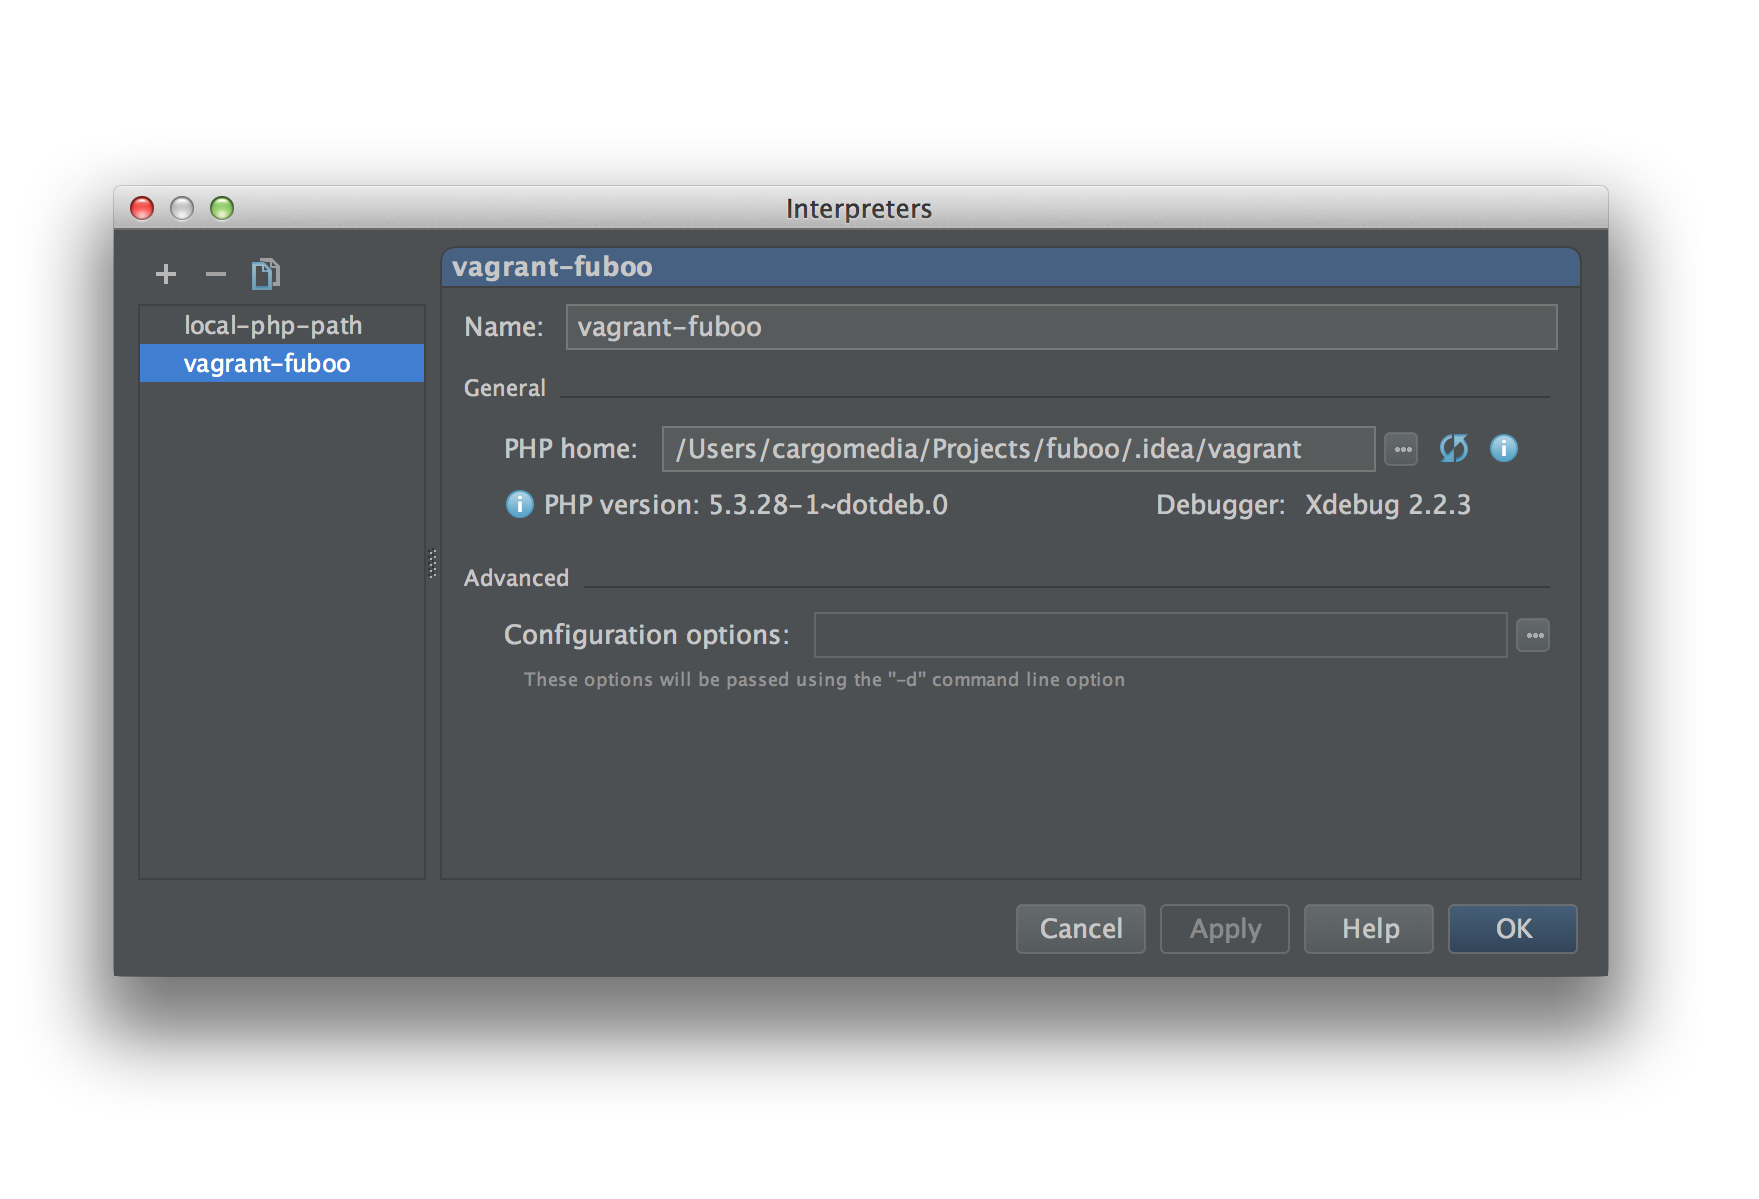 Interpreters
local-php-path
vagrant-fuboo
vagrant-fuboo
Name: vagrant-fuboo
General
PHP home: /Users/cargomedia/Projects/fuboo/.idea/vagrant
PHP version: 5.3.28-1~dotdeb.0 Debugger: Xdebug 2.2.3
Advanced
Configuration options:
These options will be passed using the "-d" command line option
Cancel Apply Help OK